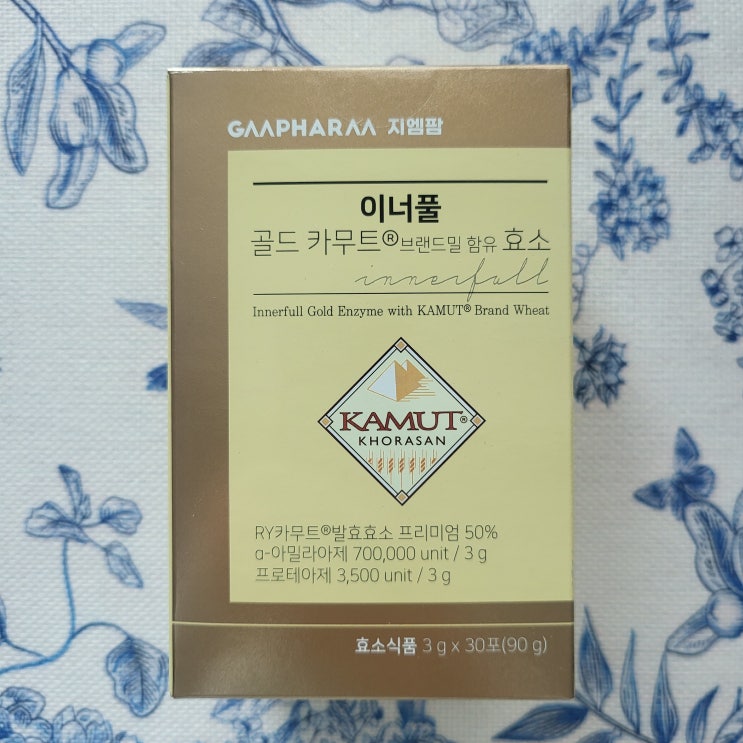 GMPHARM 지엠팜
이너풀
골드 카무트® 브랜드밀 함유 효소
innerfull
Innerfull Gold Enzyme with KAMUT® Brand Wheat
KAMUT®
KHORASAN
RY카무트®발효효소 프리미엄 50%
α-아밀라아제 700,000 unit / 3 g
프로테아제 3,500 unit / 3 g
효소식품 3 g x 30포(90 g)